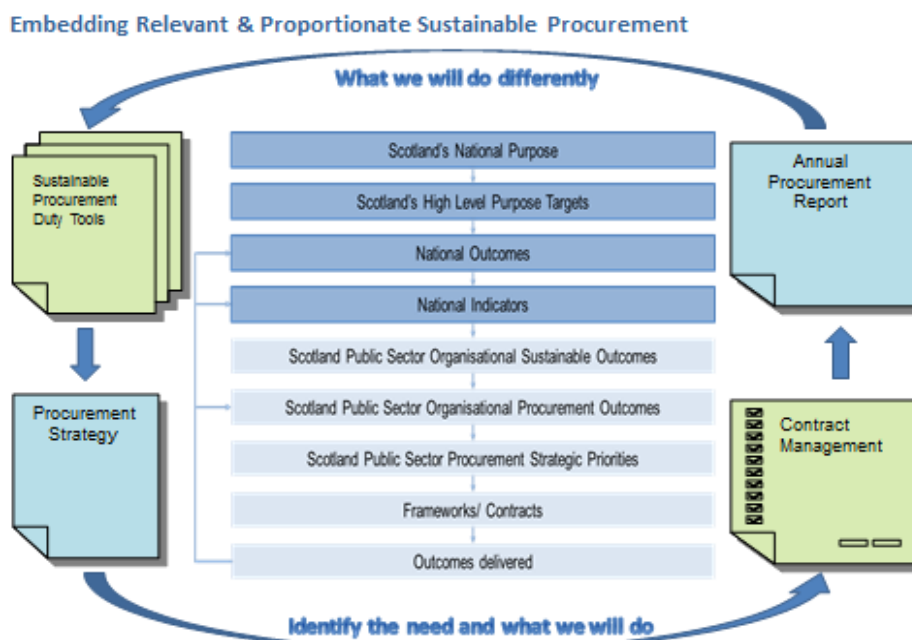 Embedding Relevant & Proportionate Sustainable Procurement
What we will do differently
Sustainable
Procurement
Duty Tools
Procurement
Strategy
Scotland's National Purpose
Scotland's High Level Purpose Targets
National Outcomes
National Indicators
Scotland Public Sector Organisational Sustainable Outcomes
Scotland Public Sector Organisational Procurement Outcomes
Scotland Public Sector Procurement Strategic Priorities
Frameworks/ Contracts
Outcomes delivered
Annual
Procurement
Report
Contract
Management
Identify the need and what we will do